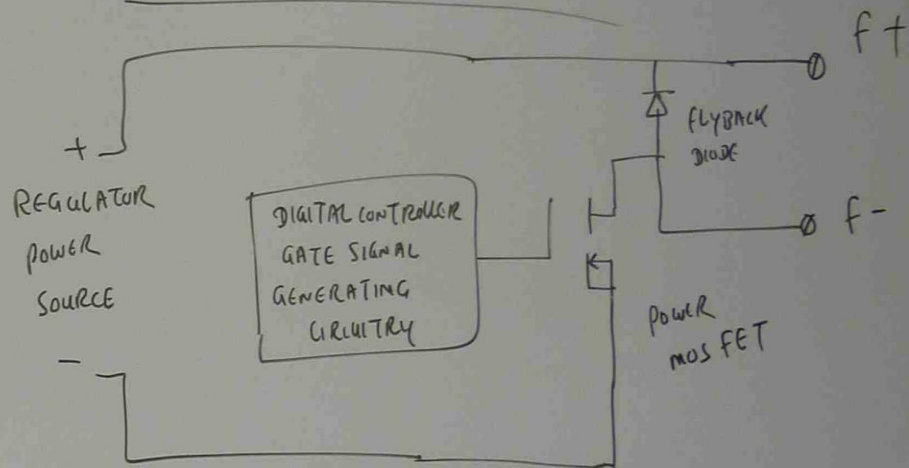 f+
FLYBACK
DIODE
+
REGULATOR
POWER
SOURCE
-
DIGITAL CONTROLLER
GATE SIGNAL
GENERATING
CIRCUITRY
f-
POWER
MOSFET